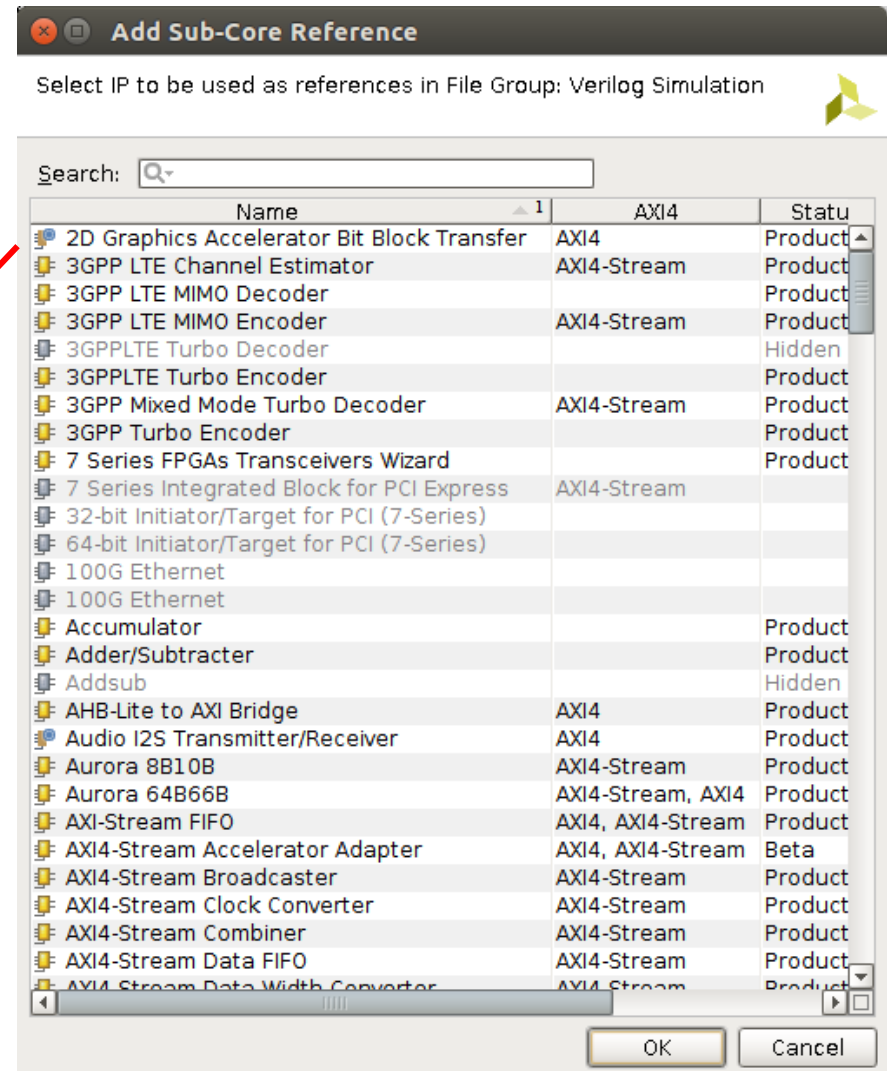 Add Sub-Core Reference
Select IP to be used as references in File Group: Verilog Simulation
Search:
Name 1 AXI4 Statu
2D Graphics Accelerator Bit Block Transfer AXI4 Product
3GPP LTE Channel Estimator AXI4-Stream Product
3GPP LTE MIMO Decoder Product
3GPP LTE MIMO Encoder AXI4-Stream Product
3GPPLTE Turbo Decoder Hidden
3GPPLTE Turbo Encoder Product
3GPP Mixed Mode Turbo Decoder AXI4-Stream Product
3GPP Turbo Encoder Product
7 Series FPGAs Transceivers Wizard Product
7 Series Integrated Block for PCI Express AXI4-Stream
32-bit Initiator/Target for PCI (7-Series)
64-bit Initiator/Target for PCI (7-Series)
100G Ethernet
100G Ethernet
Accumulator Product
Adder/Subtracter Product
Addsub Hidden
AHB-Lite to AXI Bridge AXI4 Product
Audio I2S Transmitter/Receiver AXI4 Product
Aurora 8B10B AXI4-Stream Product
Aurora 64B66B AXI4-Stream, AXI4 Product
AXI-Stream FIFO AXI4, AXI4-Stream Product
AXI4-Stream Accelerator Adapter AXI4, AXI4-Stream Beta
AXI4-Stream Broadcaster AXI4-Stream Product
AXI4-Stream Clock Converter AXI4-Stream Product
AXI4-Stream Combiner AXI4-Stream Product
AXI4-Stream Data FIFO AXI4-Stream Product
AXI4-Stream Data Width Converter AXI4-Stream Product
OK Cancel